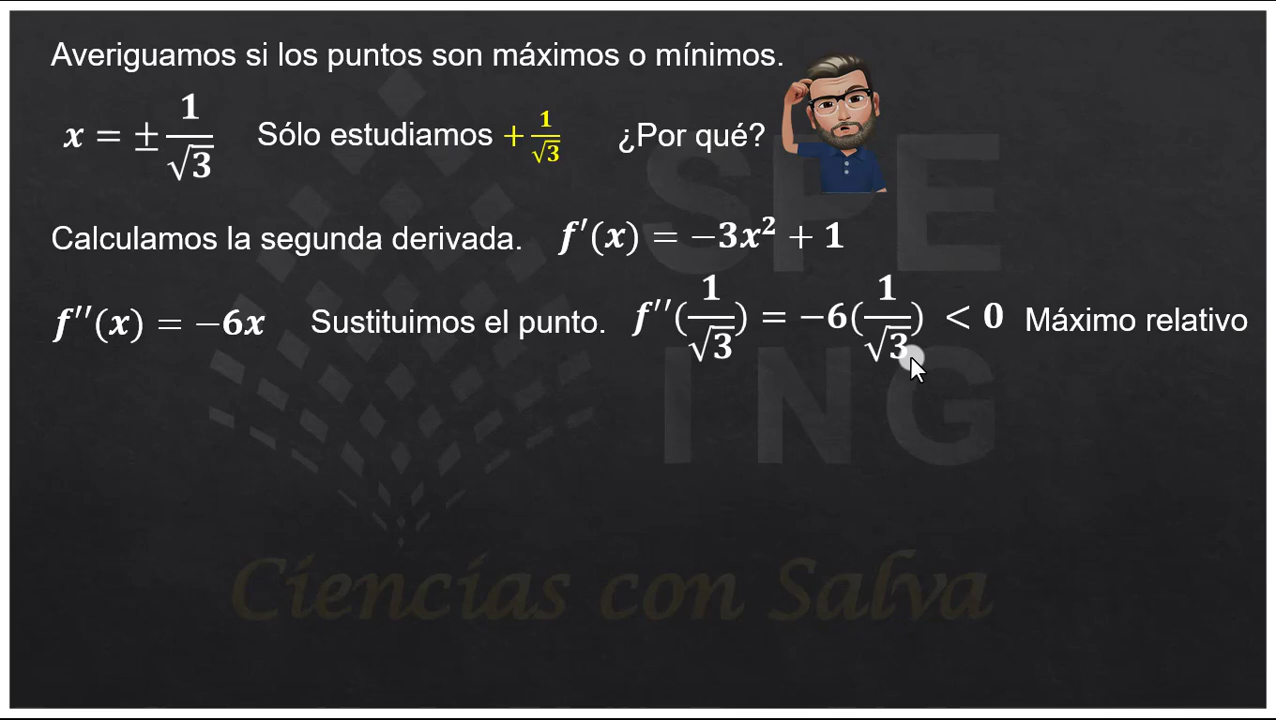 Averiguamos si los puntos son máximos o mínimos.
x = ± 1/√3 Sólo estudiamos + 1/√3 ¿Por qué?
Calculamos la segunda derivada. f′(x) = −3x² + 1
f′′(x) = −6x Sustituimos el punto. f′′(1/√3) = −6(1/√3) < 0 Máximo relativo
SPE
ING
Ciencias con Salva